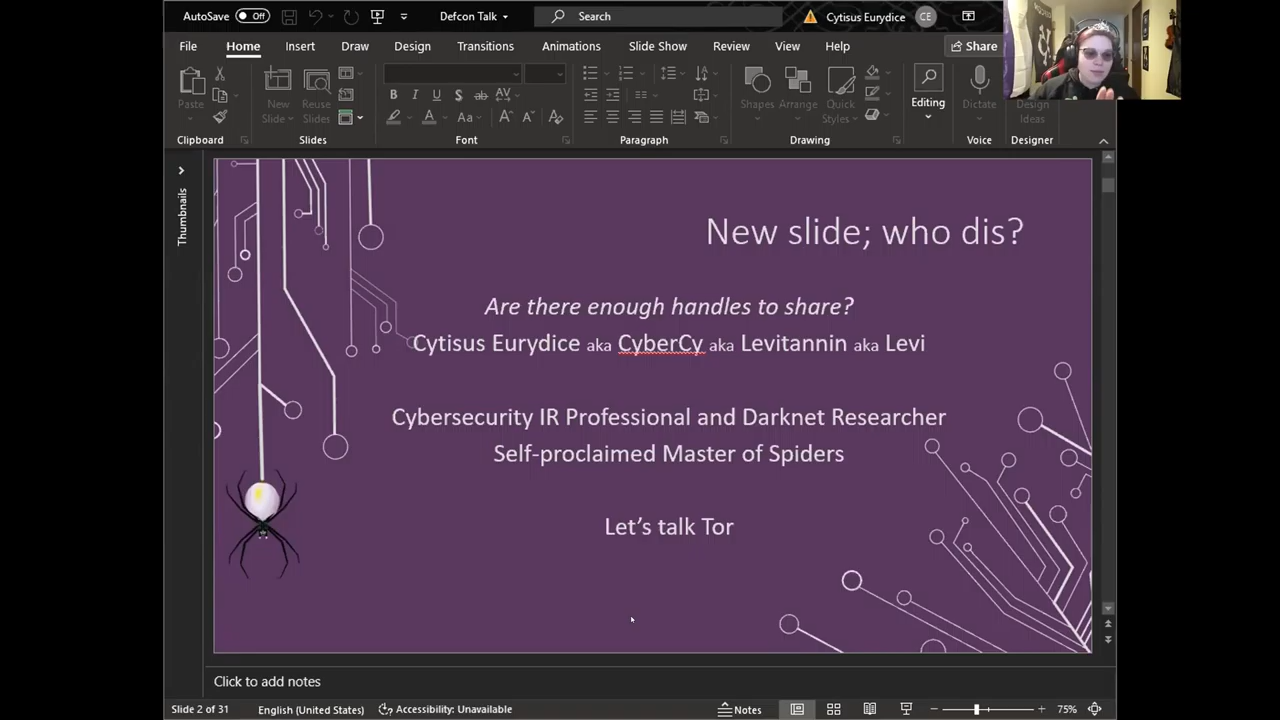 AutoSave Off
Defcon Talk
Search
Cytisus Eurydice CE
File Home Insert Draw Design Transitions Animations Slide Show Review View Help Share
Paste
New Slide
Reuse Slides
B I U S ab AV
Aa A A
Shapes
Arrange
Quick Styles
Editing
Dictate
Design Ideas
Clipboard
Slides
Font
Paragraph
Drawing
Voice
Designer
Thumbnails
New slide; who dis?
Are there enough handles to share?
Cytisus Eurydice aka CyberCy aka Levitannin aka Levi
Cybersecurity IR Professional and Darknet Researcher
Self-proclaimed Master of Spiders
Let's talk Tor
Click to add notes
Slide 2 of 31
English (United States)
Accessibility: Unavailable
Notes
75%